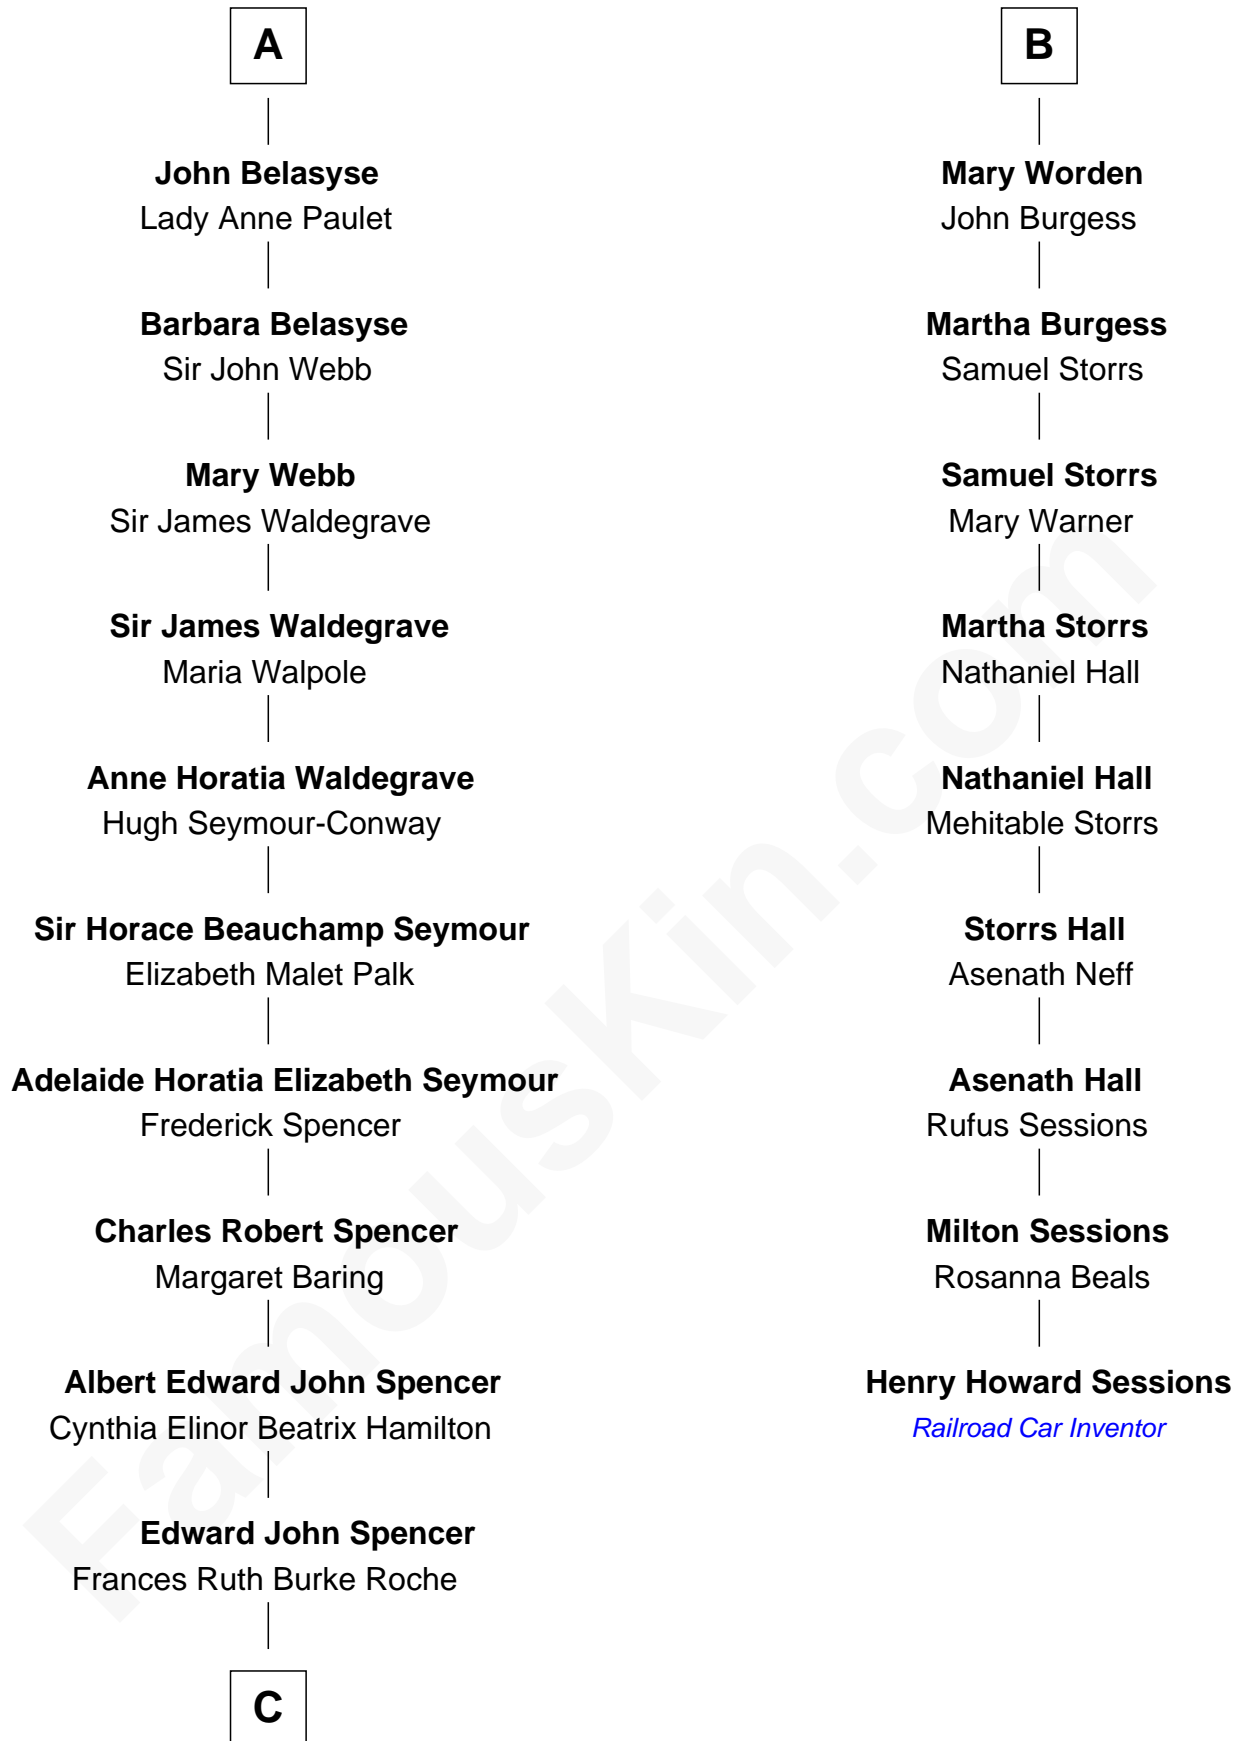 A
John Belasyse
Lady Anne Paulet
Barbara Belasyse
Sir John Webb
Mary Webb
Sir James Waldegrave
Sir James Waldegrave
Maria Walpole
Anne Horatia Waldegrave
Hugh Seymour-Conway
Sir Horace Beauchamp Seymour
Elizabeth Malet Palk
Adelaide Horatia Elizabeth Seymour
Frederick Spencer
Charles Robert Spencer
Margaret Baring
Albert Edward John Spencer
Cynthia Elinor Beatrix Hamilton
Edward John Spencer
Frances Ruth Burke Roche
C
B
Mary Worden
John Burgess
Martha Burgess
Samuel Storrs
Samuel Storrs
Mary Warner
Martha Storrs
Nathaniel Hall
Nathaniel Hall
Mehitable Storrs
Storrs Hall
Asenath Neff
Asenath Hall
Rufus Sessions
Milton Sessions
Rosanna Beals
Henry Howard Sessions
Railroad Car Inventor
FamousKin.com